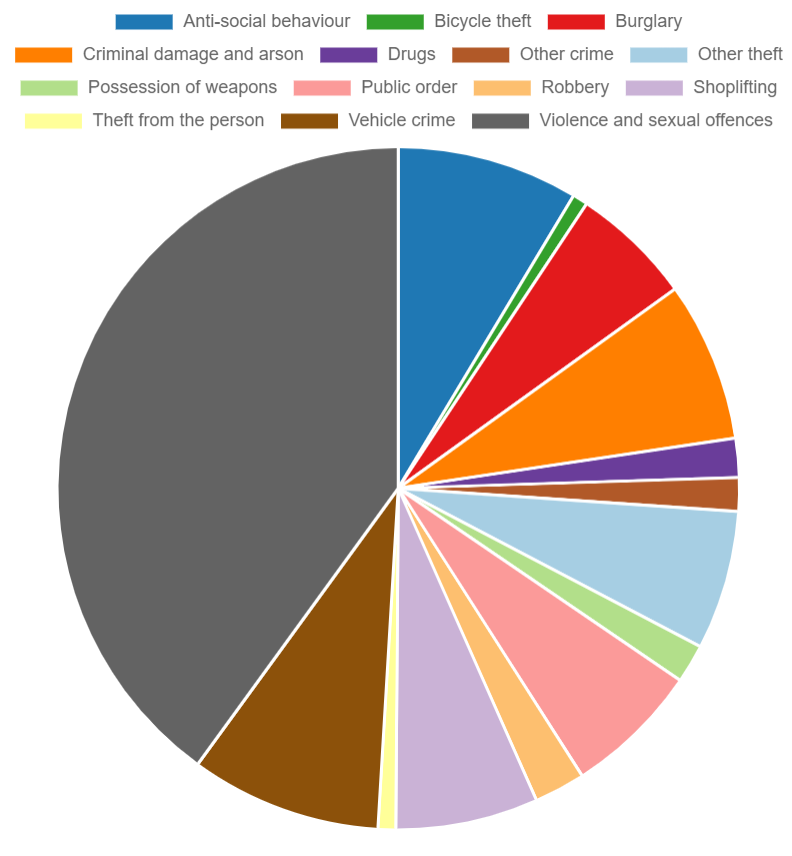 Anti-social behaviour Bicycle theft Burglary
Criminal damage and arson Drugs Other crime Other theft
Possession of weapons Public order Robbery Shoplifting
Theft from the person Vehicle crime Violence and sexual offences